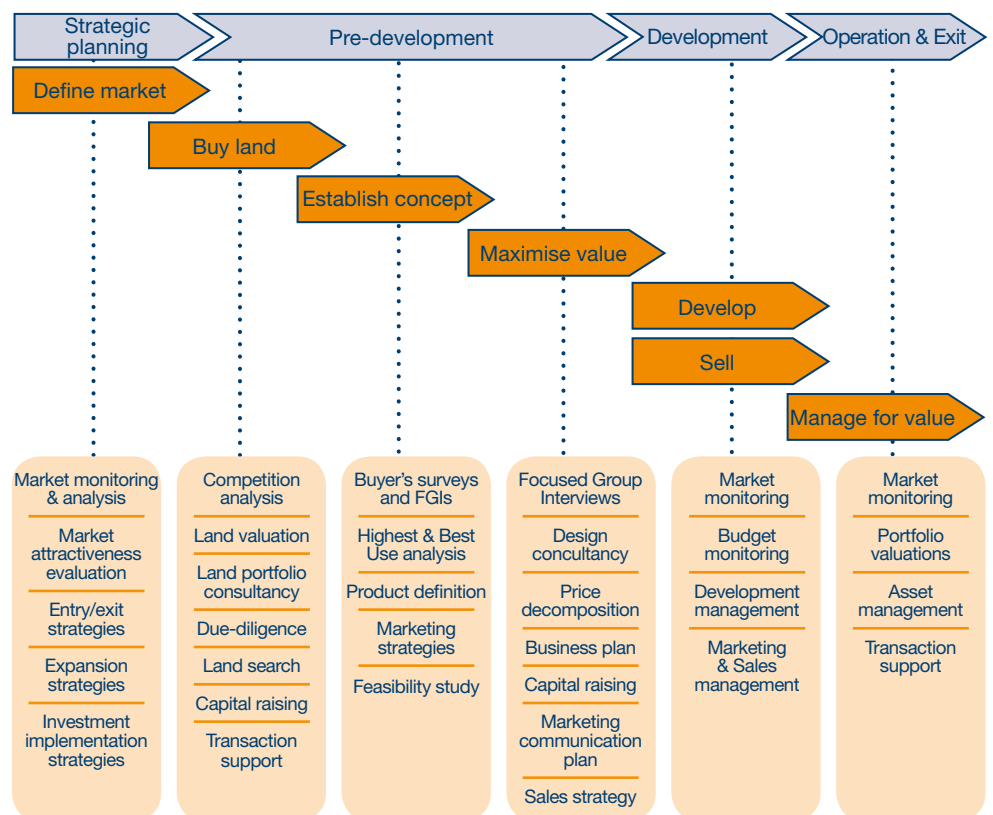 Strategic
planning
Pre-development
Development
Operation & Exit
Define market
Buy land
Establish concept
Maximise value
Develop
Sell
Manage for value
Market monitoring
& analysis
Market
attractiveness
evaluation
Entry/exit
strategies
Expansion
strategies
Investment
implementation
strategies
Competition
analysis
Land valuation
Land portfolio
consultancy
Due-diligence
Land search
Capital raising
Transaction
support
Buyer's surveys
and FGIs
Highest & Best
Use analysis
Product definition
Marketing
strategies
Feasibility study
Focused Group
Interviews
Design
concultancy
Price
decomposition
Business plan
Capital raising
Marketing
communication
plan
Sales strategy
Market
monitoring
Budget
monitoring
Development
management
Marketing
& Sales
management
Market
monitoring
Portfolio
valuations
Asset
management
Transaction
support